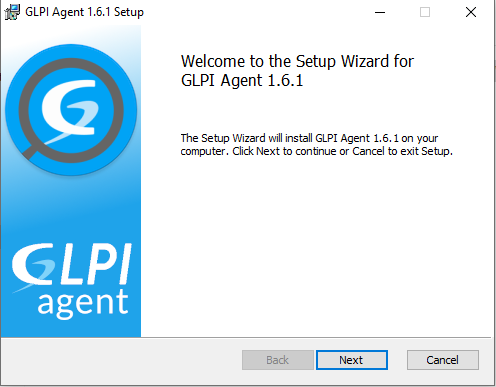 GLPI Agent 1.6.1 Setup
Welcome to the Setup Wizard for
GLPI Agent 1.6.1
The Setup Wizard will install GLPI Agent 1.6.1 on your
computer. Click Next to continue or Cancel to exit Setup.
GLPI
agent
Back
Next
Cancel